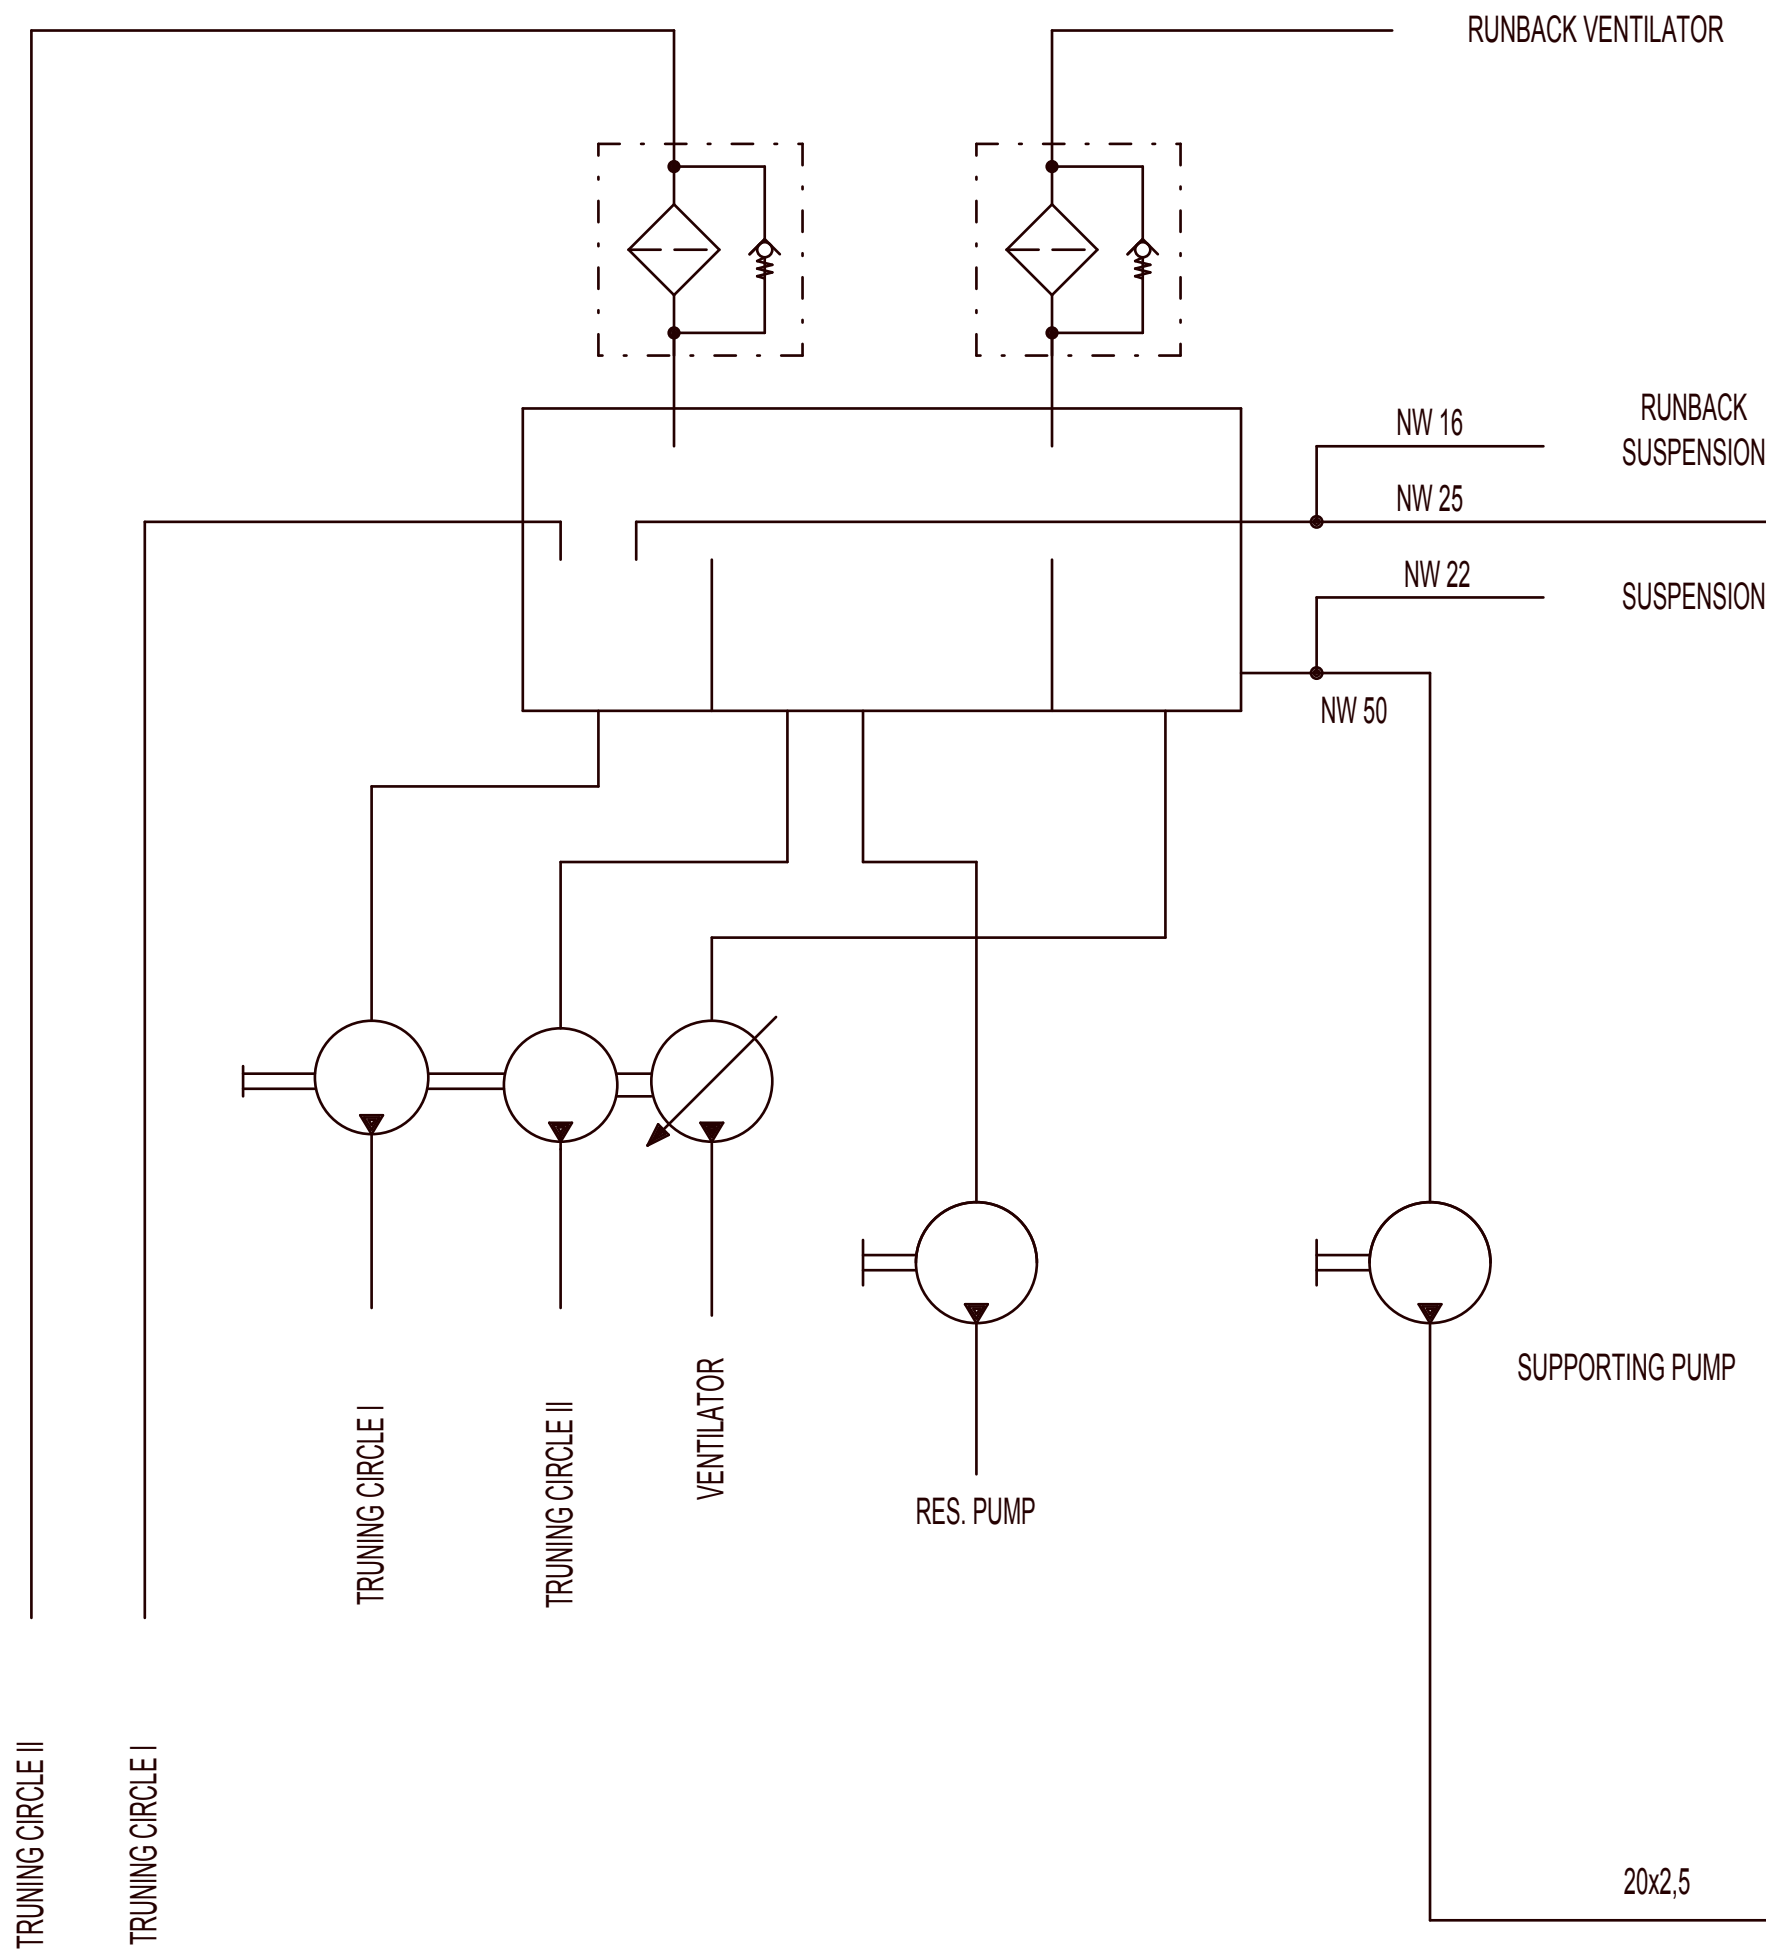 RUNBACK VENTILATOR
RUNBACK
SUSPENSION
NW 16
NW 25
NW 22
SUSPENSION
NW 50
SUPPORTING PUMP
VENTILATOR
TRUNING CIRCLE I
TRUNING CIRCLE II
RES. PUMP
TRUNING CIRCLE II
TRUNING CIRCLE I
20x2,5